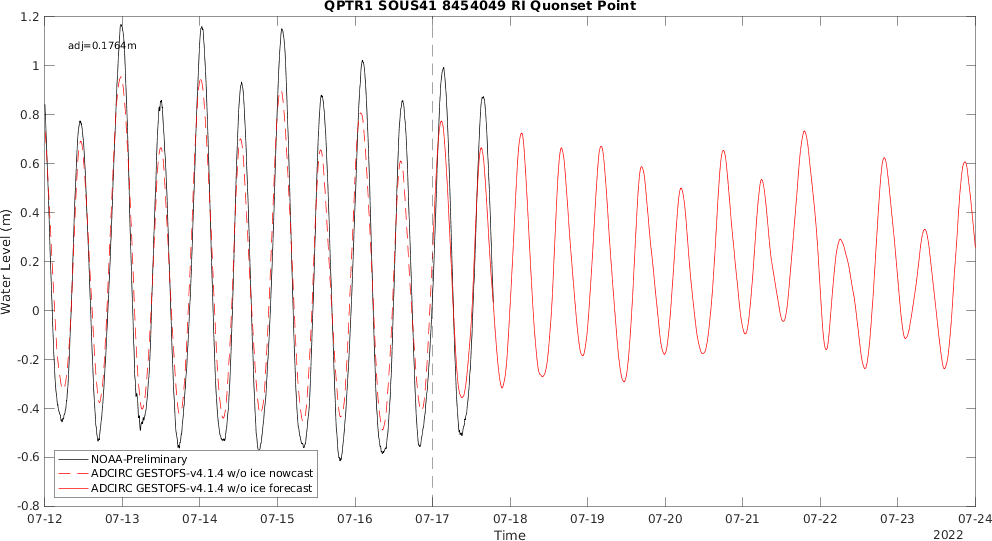 QPTR1 SOUS41 8454049 RI Quonset Point
adj=0.1764m
Water Level (m)
1.2
1
0.8
0.6
0.4
0.2
0
-0.2
-0.4
-0.6
-0.8
NOAA-Preliminary
ADCIRC GESTOFS-v4.1.4 w/o ice nowcast
ADCIRC GESTOFS-v4.1.4 w/o ice forecast
07-12 07-13 07-14 07-15 07-16 07-17 07-18 07-19 07-20 07-21 07-22 07-23 07-24
Time
2022